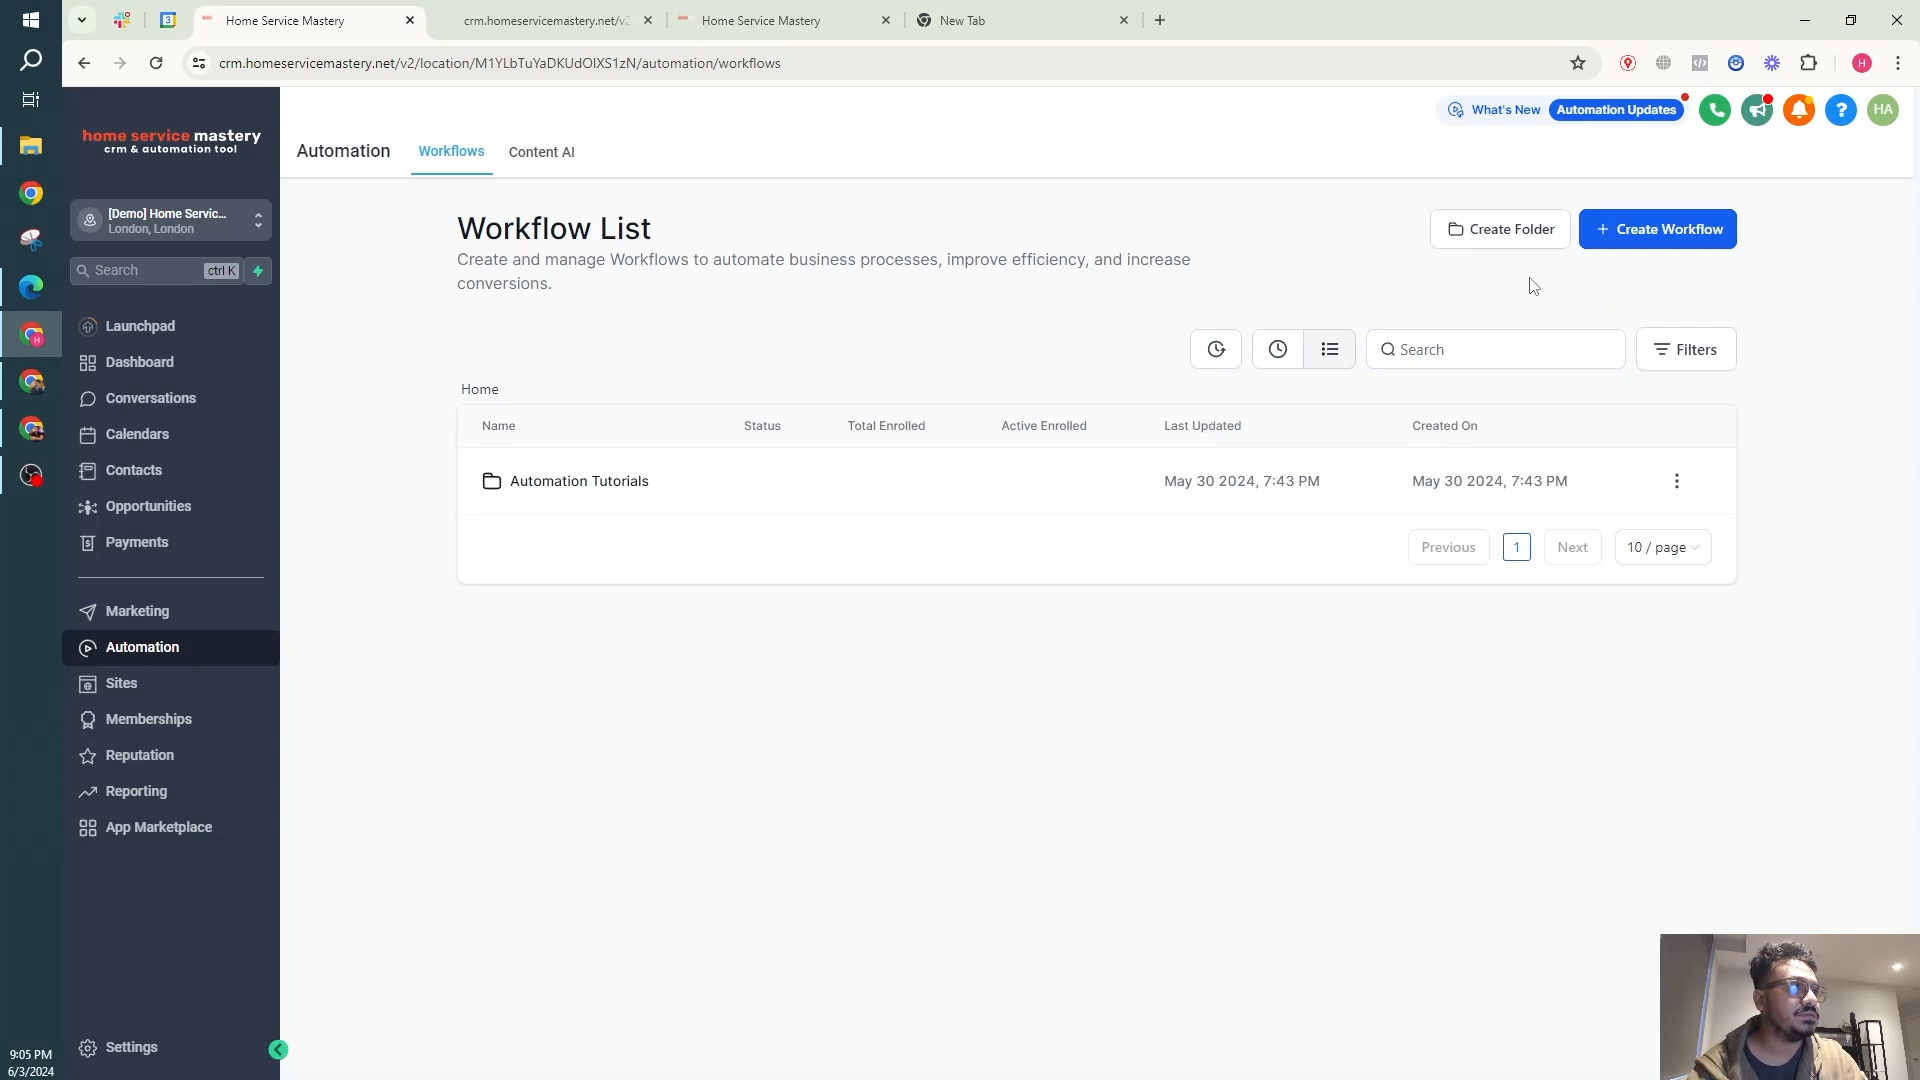 Home Service Mastery
crm.homeservicemastery.net/v2
Home Service Mastery
New Tab
crm.homeservicemastery.net/v2/location/M1YLbTuYaDKUdOIXS1zN/automation/workflows
H
home service mastery
crm & automation tool
What's New
Automation Updates
HA
Automation
Workflows
Content AI
[Demo] Home Servic...
London, London
Search
ctrl K
Launchpad
Dashboard
Conversations
Calendars
Contacts
Opportunities
Payments
Marketing
Automation
Sites
Memberships
Reputation
Reporting
App Marketplace
Settings
Workflow List
Create and manage Workflows to automate business processes, improve efficiency, and increase
conversions.
Create Folder
+ Create Workflow
Search
Filters
Home
Name
Status
Total Enrolled
Active Enrolled
Last Updated
Created On
Automation Tutorials
May 30 2024, 7:43 PM
May 30 2024, 7:43 PM
Previous
1
Next
10 / page
9:05 PM
6/3/2024